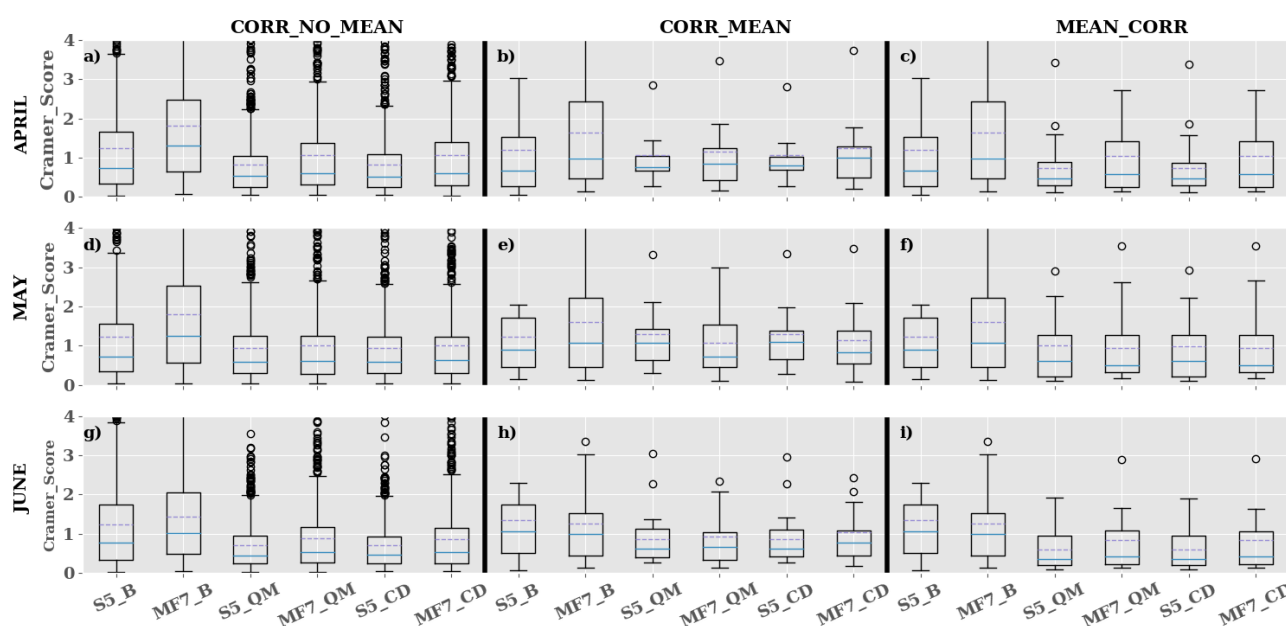 CORR_NO_MEAN CORR_MEAN MEAN_CORR
APRIL
Cramer_Score
4
3
2
1
0
a) b) c)
MAY
Cramer_Score
4
3
2
1
0
d) e) f)
JUNE
Cramer_Score
4
3
2
1
0
g) h) i)
S5_B MF7_B S5_QM MF7_QM S5_CD MF7_CD S5_B MF7_B S5_QM MF7_QM S5_CD MF7_CD S5_B MF7_B S5_QM MF7_QM S5_CD MF7_CD